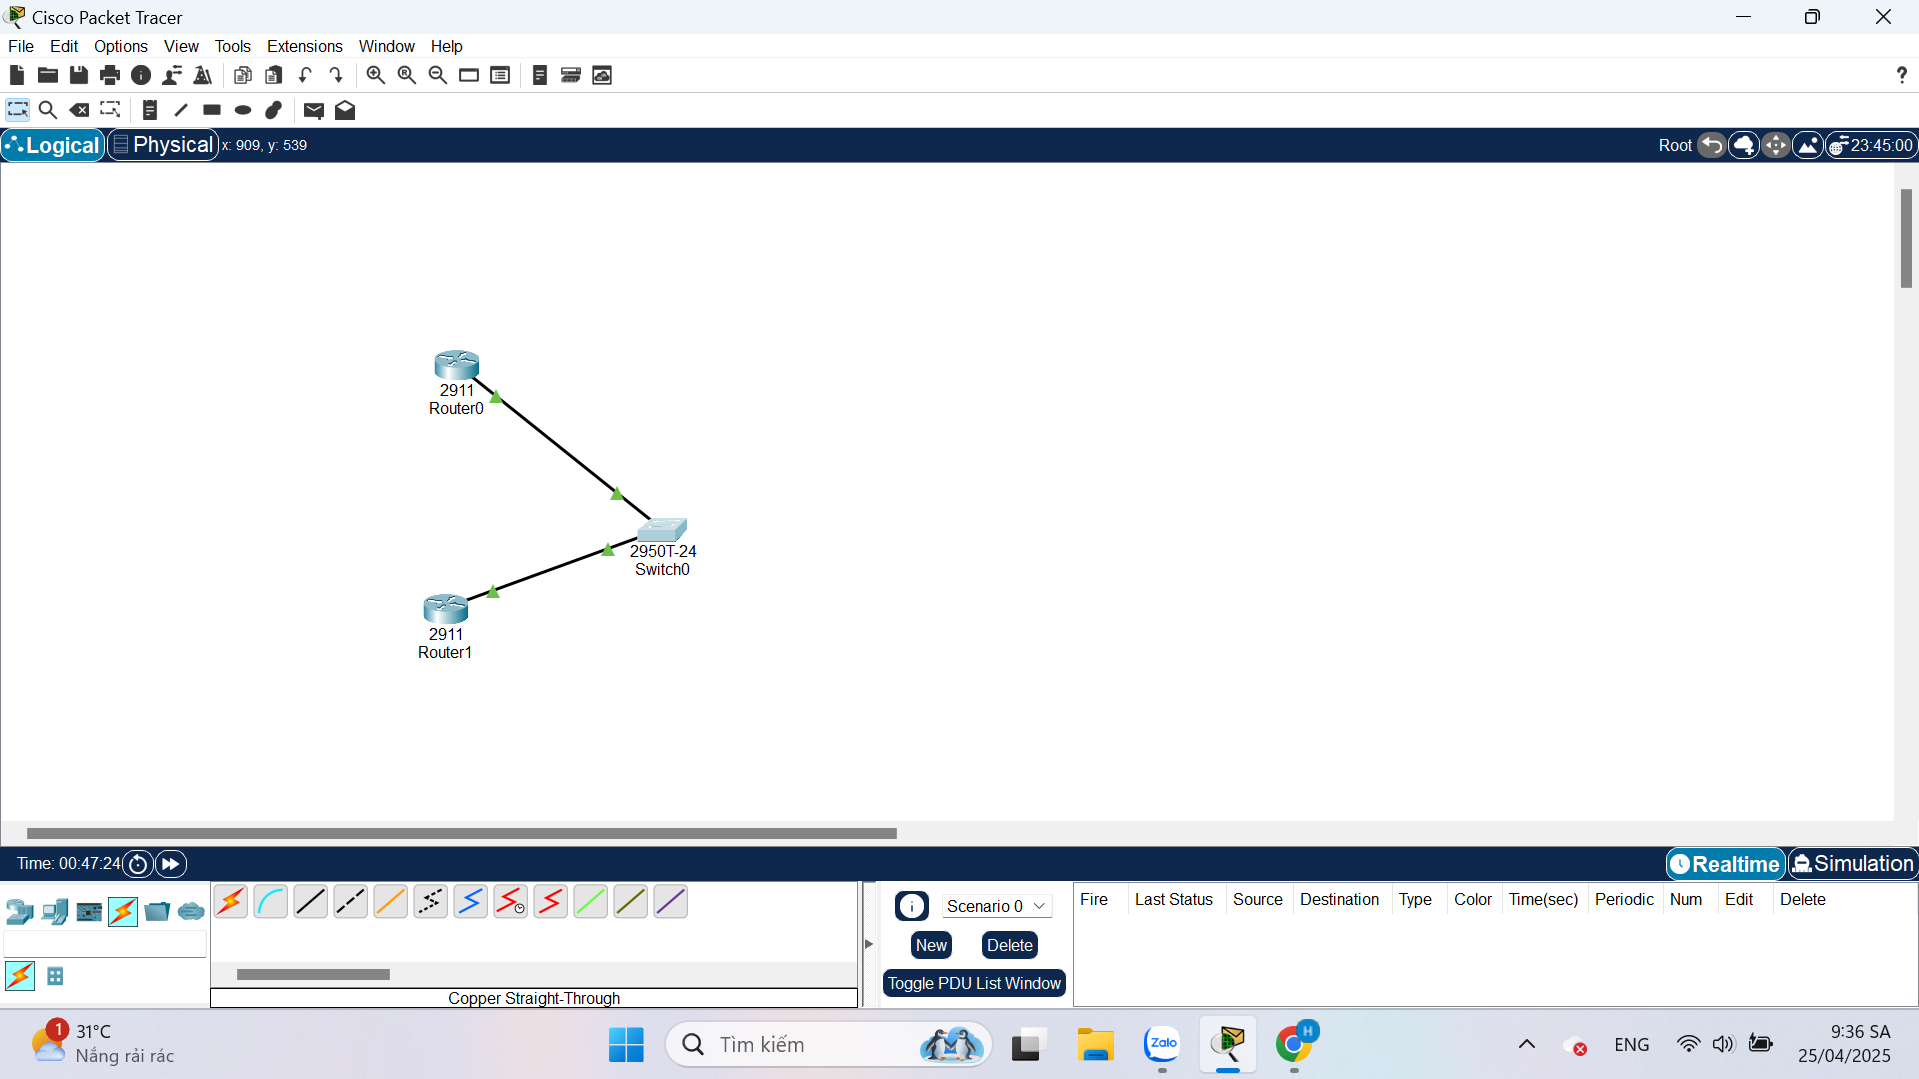 Cisco Packet Tracer
File Edit Options View Tools Extensions Window Help
?
Logical Physical x: 909, y: 539 Root 23:45:00
2911
Router0
2950T-24
Switch0
2911
Router1
Time: 00:47:24 Realtime Simulation
Scenario 0
New Delete
Toggle PDU List Window
Fire Last Status Source Destination Type Color Time(sec) Periodic Num Edit Delete
Copper Straight-Through
1 31°C
Nắng rải rác
Tìm kiếm
Zalo
H
ENG
9:36 SA
25/04/2025